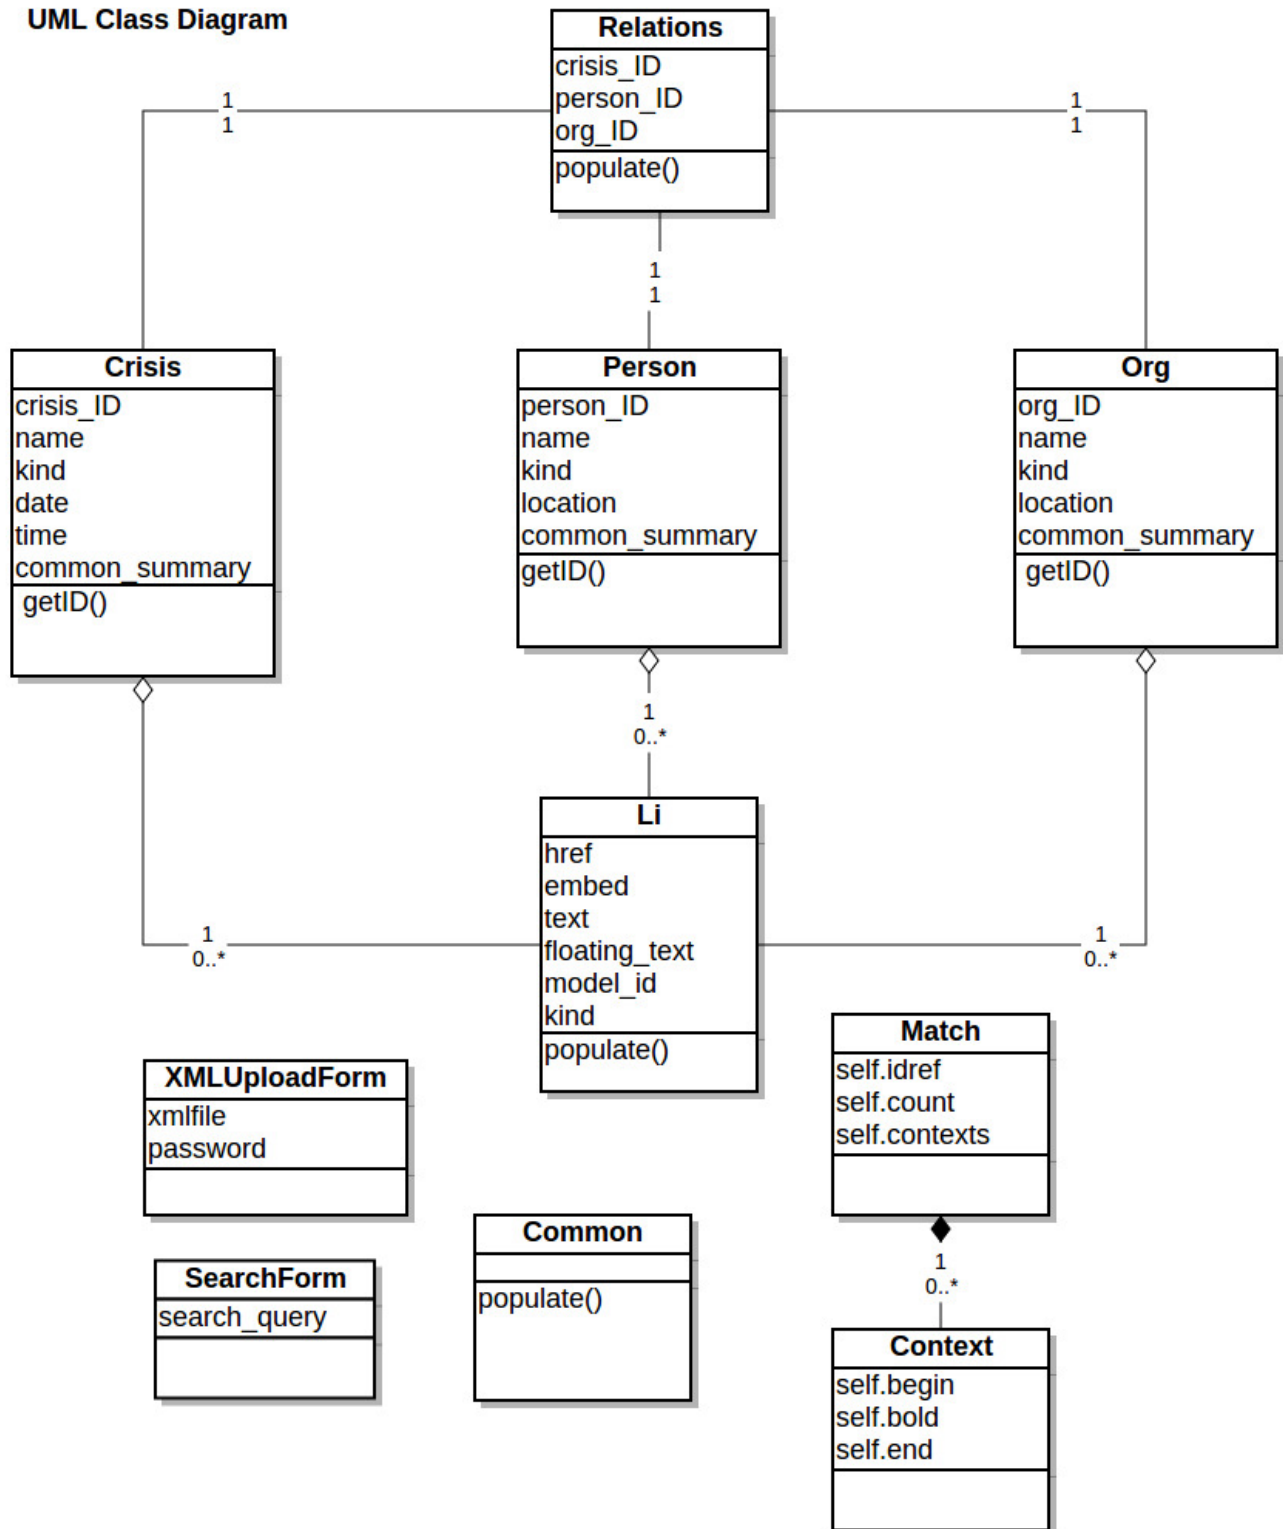 UML Class Diagram
Relations
crisis_ID
person_ID
org_ID
populate()
1
1
1
1
1
1
Crisis
crisis_ID
name
kind
date
time
common_summary
getID()
Person
person_ID
name
kind
location
common_summary
getID()
Org
org_ID
name
kind
location
common_summary
getID()
1
0..*
Li
href
embed
text
floating_text
model_id
kind
populate()
1
0..*
1
0..*
XMLUploadForm
xmlfile
password
SearchForm
search_query
Common
populate()
Match
self.idref
self.count
self.contexts
1
0..*
Context
self.begin
self.bold
self.end